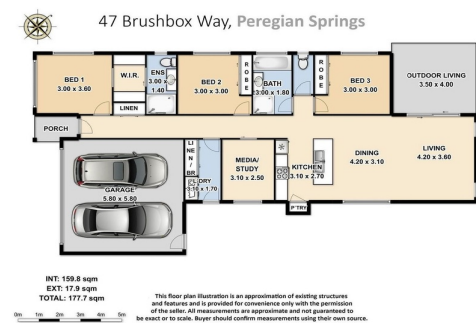 47 Brushbox Way, Peregian Springs
BED 1
3.00 x 3.60
W.I.R.
LINEN
ENS
3.00 x
1.40
BED 2
3.00 x 3.00
ROBE
BATH
3.00 x 1.80
ROBE
BED 3
3.00 x 3.00
OUTDOOR LIVING
3.50 x 4.00
PORCH
GARAGE
5.80 x 5.80
LINEN/BR
L'DRY
3.10 x 1.70
MEDIA/
STUDY
3.10 x 2.50
KITCHEN
3.10 x 2.70
P'TRY
DINING
4.20 x 3.10
LIVING
4.20 x 3.60
INT: 159.8 sqm
EXT: 17.9 sqm
TOTAL: 177.7 sqm
0m 1m 2m 3m 4m 5m
This floor plan illustration is an approximation of existing structures
and features and is provided for convenience only with the permission
of the seller. All measurements are approximate and not guaranteed to
be exact or to scale. Buyer should confirm measurements using their own source.